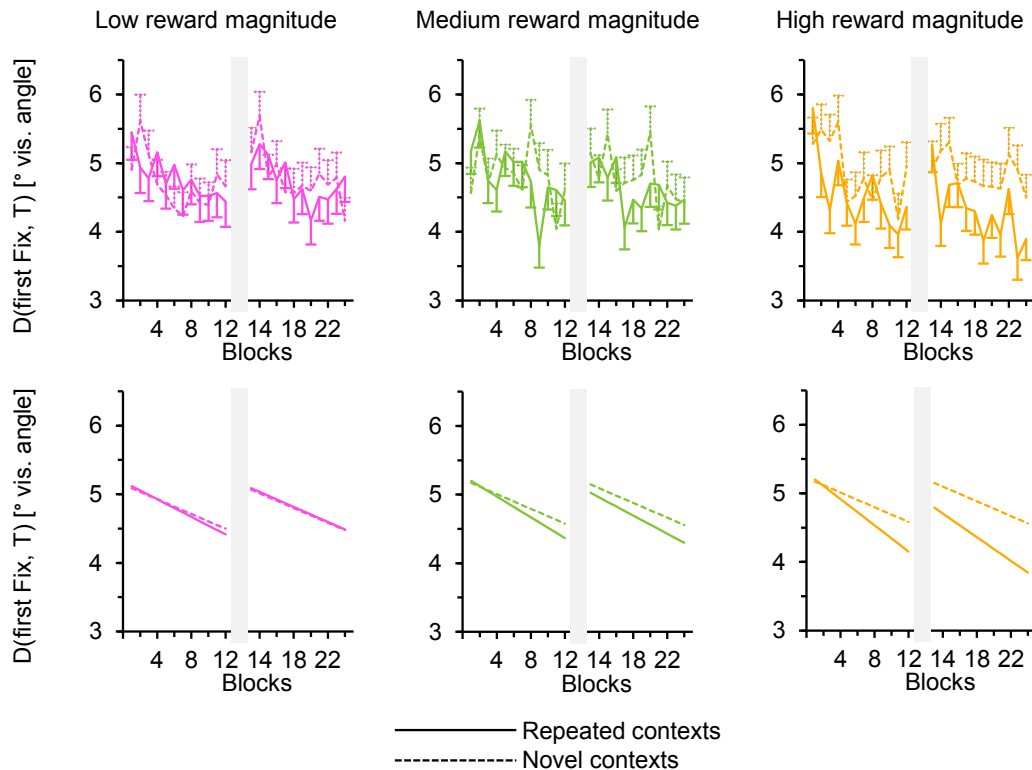 Low reward magnitude
Medium reward magnitude
High reward magnitude
D(first Fix, T) [° vis. angle]
6
5
4
3
4 8 12 14 18 22
Blocks
6
5
4
3
4 8 12 14 18 22
Blocks
6
5
4
3
4 8 12 14 18 22
Blocks
D(first Fix, T) [° vis. angle]
6
5
4
3
4 8 12 14 18 22
Blocks
6
5
4
3
4 8 12 14 18 22
Blocks
6
5
4
3
4 8 12 14 18 22
Blocks
Repeated contexts
Novel contexts